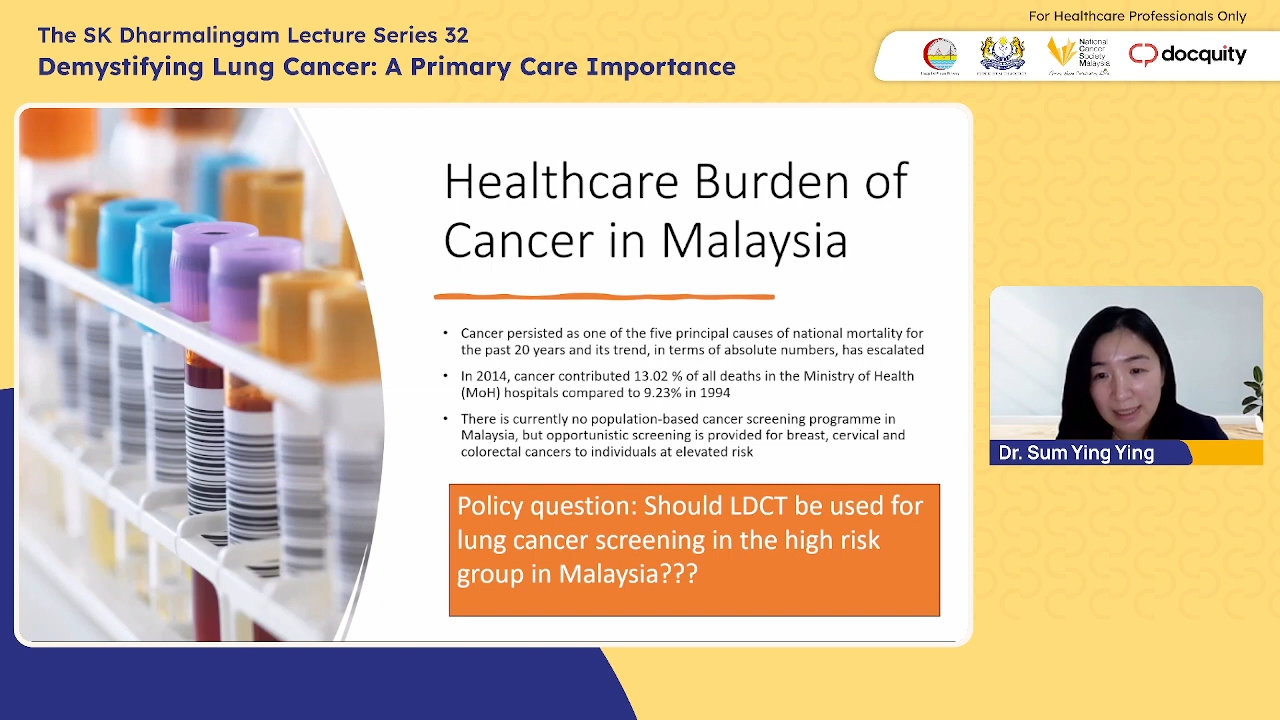 For Healthcare Professionals Only
The SK Dharmalingam Lecture Series 32
Demystifying Lung Cancer: A Primary Care Importance
National
Cancer
Society
Malaysia
docquity
Healthcare Burden of
Cancer in Malaysia
• Cancer persisted as one of the five principal causes of national mortality for
the past 20 years and its trend, in terms of absolute numbers, has escalated
• In 2014, cancer contributed 13.02 % of all deaths in the Ministry of Health
(MoH) hospitals compared to 9.23% in 1994
• There is currently no population-based cancer screening programme in
Malaysia, but opportunistic screening is provided for breast, cervical and
colorectal cancers to individuals at elevated risk
Policy question: Should LDCT be used for
lung cancer screening in the high risk
group in Malaysia???
Dr. Sum Ying Ying